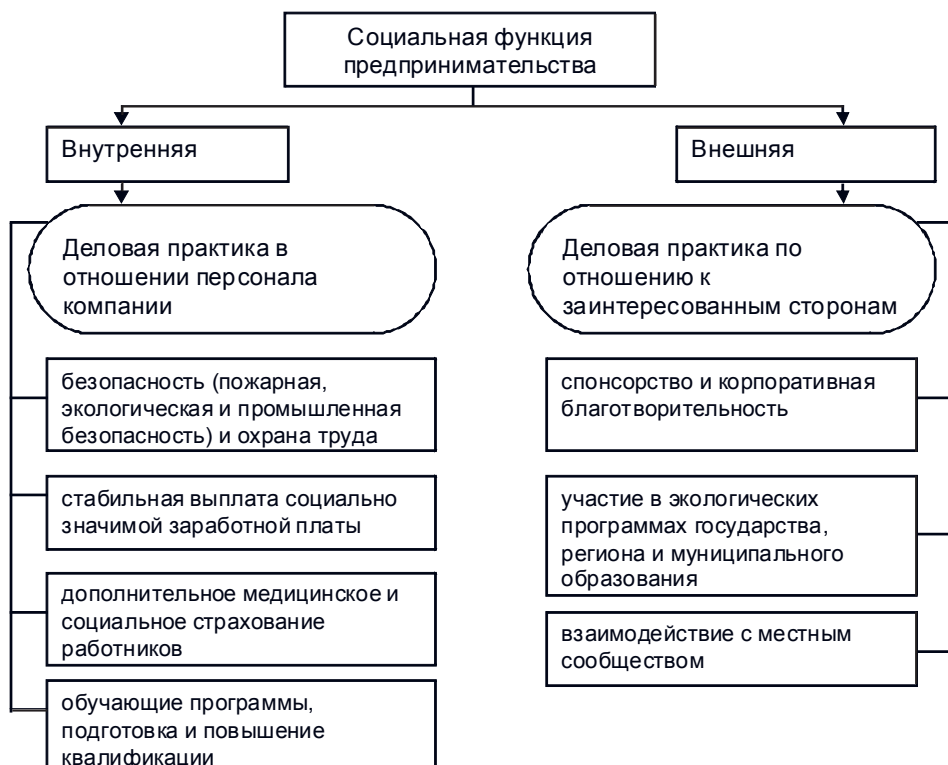 Социальная функция
предпринимательства
Внутренняя
Внешняя
Деловая практика в
отношении персонала
компании
Деловая практика по
отношению к
заинтересованным сторонам
безопасность (пожарная,
экологическая и промышленная
безопасность) и охрана труда
стабильная выплата социально
значимой заработной платы
дополнительное медицинское и
социальное страхование
работников
обучающие программы,
подготовка и повышение
квалификации
спонсорство и корпоративная
благотворительность
участие в экологических
программах государства,
региона и муниципального
образования
взаимодействие с местным
сообществом